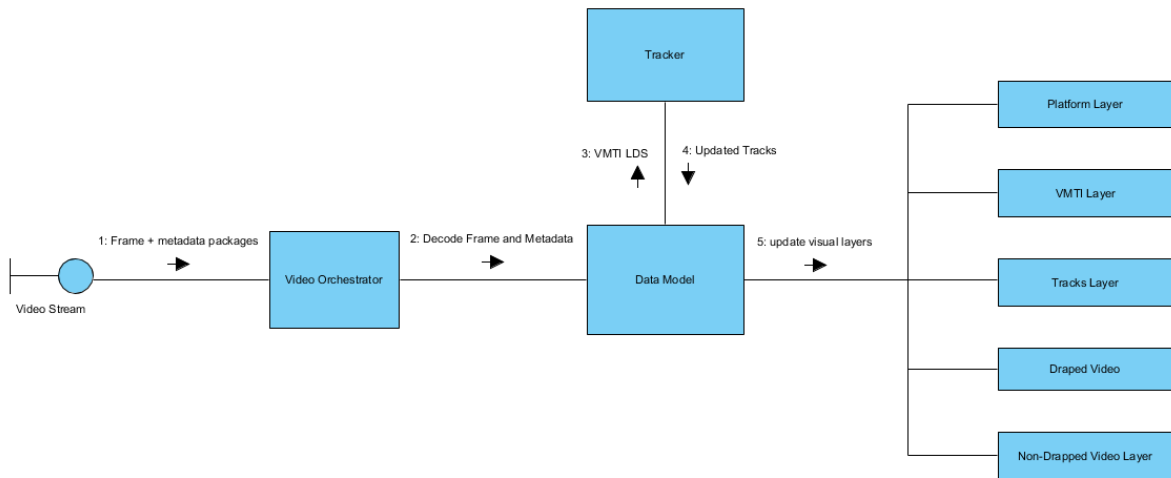 Tracker
Platform Layer
3: VMTI LDS
4: Updated Tracks
VMTI Layer
1: Frame + metadata packages
2: Decode Frame and Metadata
5: update visual layers
Video Stream
Video Orchestrator
Data Model
Tracks Layer
Draped Video
Non-Drapped Video Layer